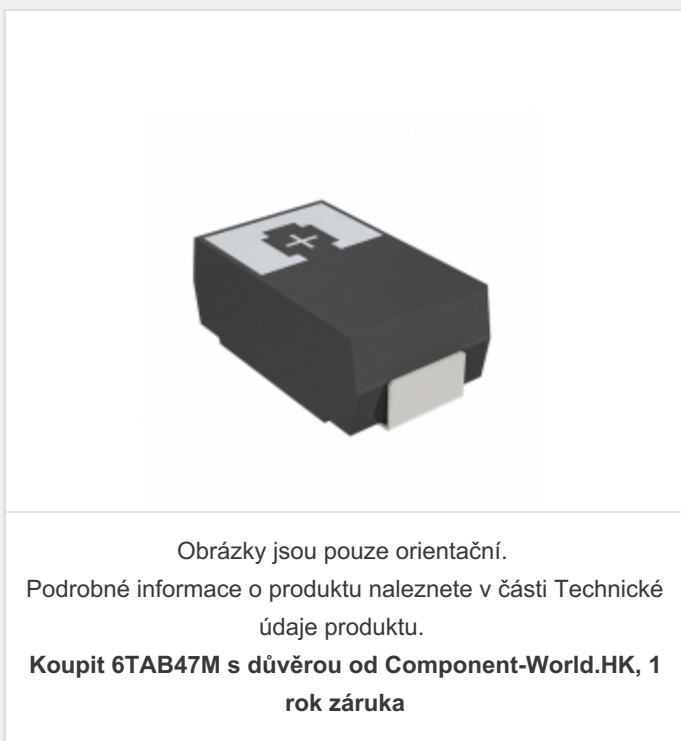 +
Obrázky jsou pouze orientační.
Podrobné informace o produktu naleznete v části Technické
údaje produktu.
Koupit 6TAB47M s důvěrou od Component-World.HK, 1
rok záruka